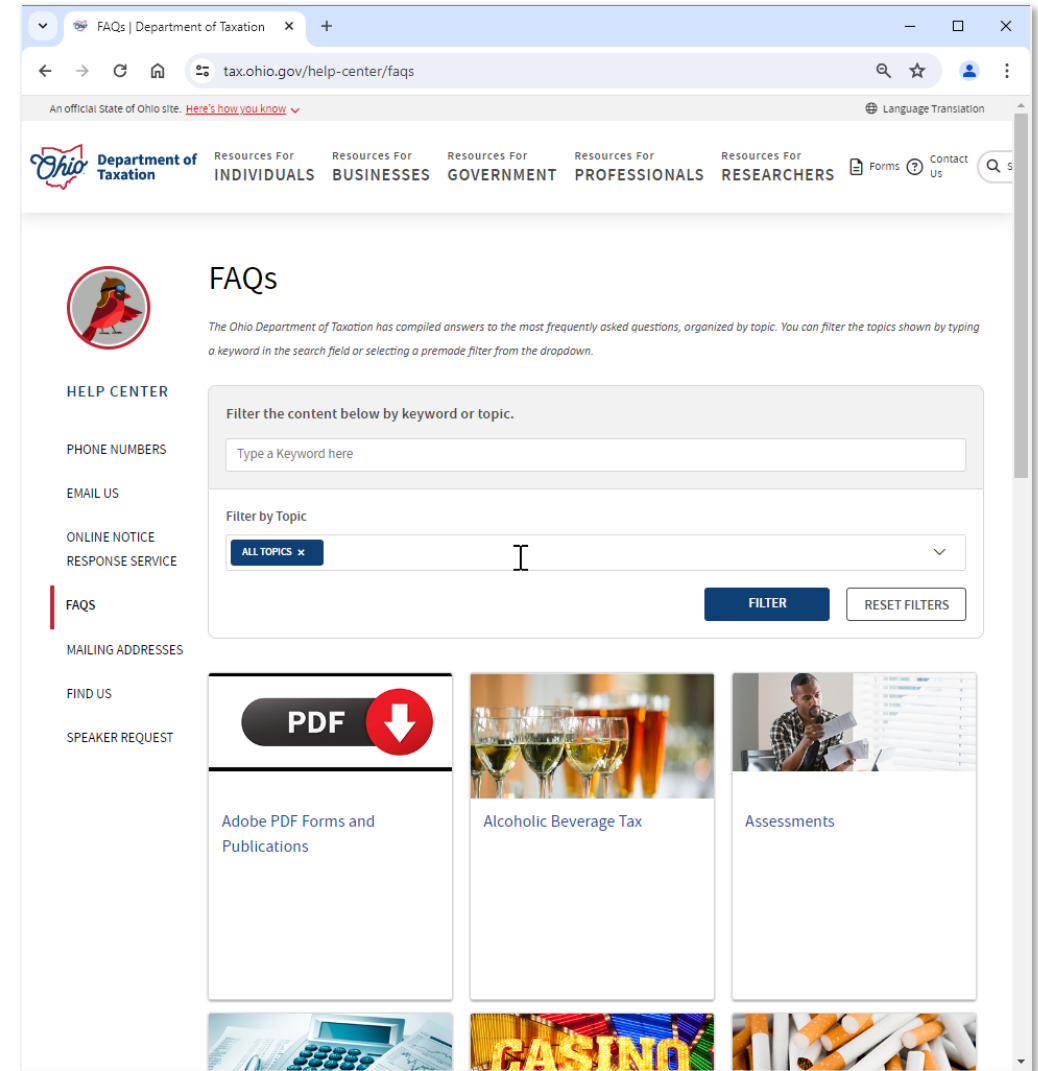 FAQs | Department of Taxation
tax.ohio.gov/help-center/faqs
An official State of Ohio site. Here's how you know
Language Translation
Ohio
Department of
Taxation
Resources For
INDIVIDUALS
Resources For
BUSINESSES
Resources For
GOVERNMENT
Resources For
PROFESSIONALS
Resources For
RESEARCHERS
Forms
Contact
Us
S
FAQs
The Ohio Department of Taxation has compiled answers to the most frequently asked questions, organized by topic. You can filter the topics shown by typing
a keyword in the search field or selecting a premade filter from the dropdown.
HELP CENTER
PHONE NUMBERS
EMAIL US
ONLINE NOTICE
RESPONSE SERVICE
FAQS
MAILING ADDRESSES
FIND US
SPEAKER REQUEST
Filter the content below by keyword or topic.
Type a Keyword here
Filter by Topic
ALL TOPICS ×
FILTER
RESET FILTERS
PDF
Adobe PDF Forms and
Publications
Alcoholic Beverage Tax
Assessments
CASINO